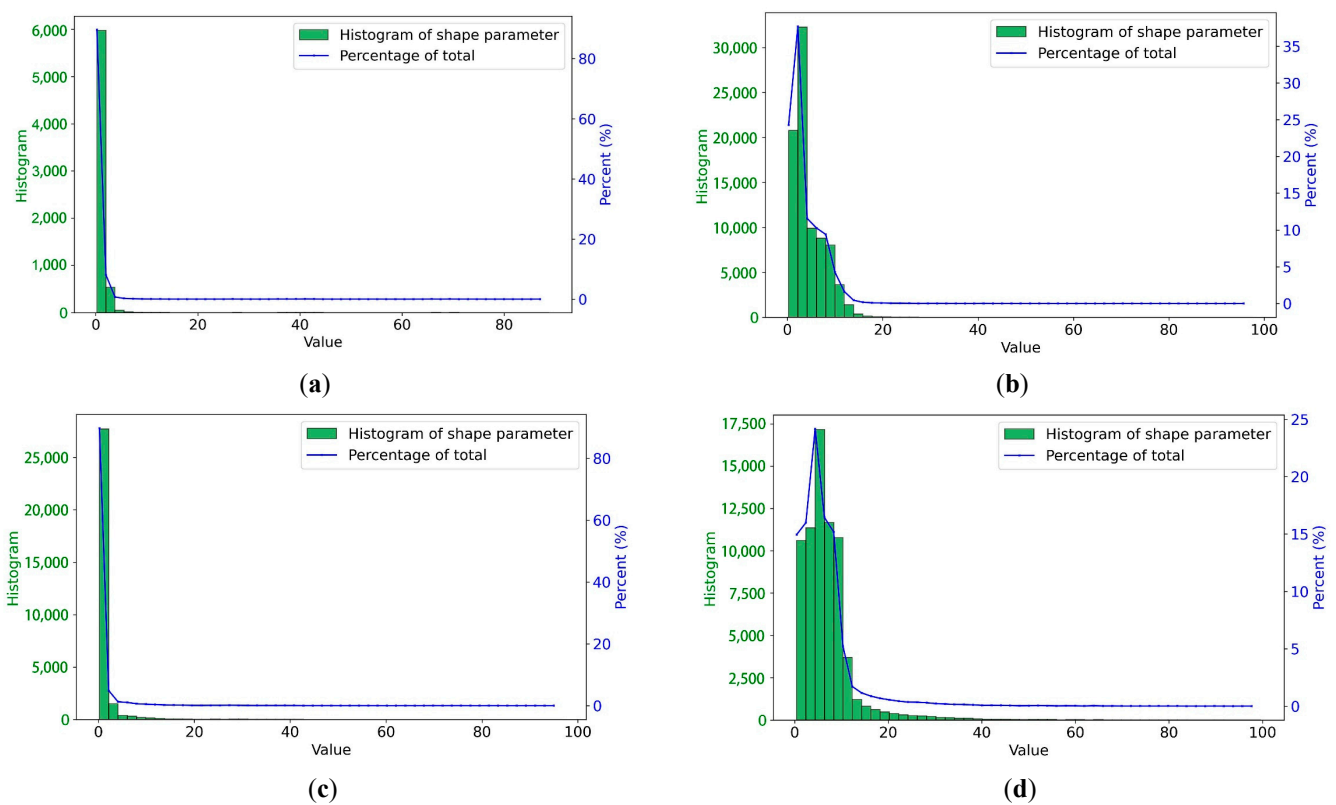 6,000
5,000
4,000
3,000
2,000
1,000
0
Histogram
Histogram of shape parameter
Percentage of total
80
60
40
20
0
Percent (%)
0 20 40 60 80
Value
(a)
30,000
25,000
20,000
15,000
10,000
5,000
0
Histogram
Histogram of shape parameter
Percentage of total
35
30
25
20
15
10
5
0
Percent (%)
0 20 40 60 80 100
Value
(b)
25,000
20,000
15,000
10,000
5,000
0
Histogram
Histogram of shape parameter
Percentage of total
80
60
40
20
0
Percent (%)
0 20 40 60 80 100
Value
(c)
17,500
15,000
12,500
10,000
7,500
5,000
2,500
0
Histogram
Histogram of shape parameter
Percentage of total
25
20
15
10
5
0
Percent (%)
0 20 40 60 80 100
Value
(d)